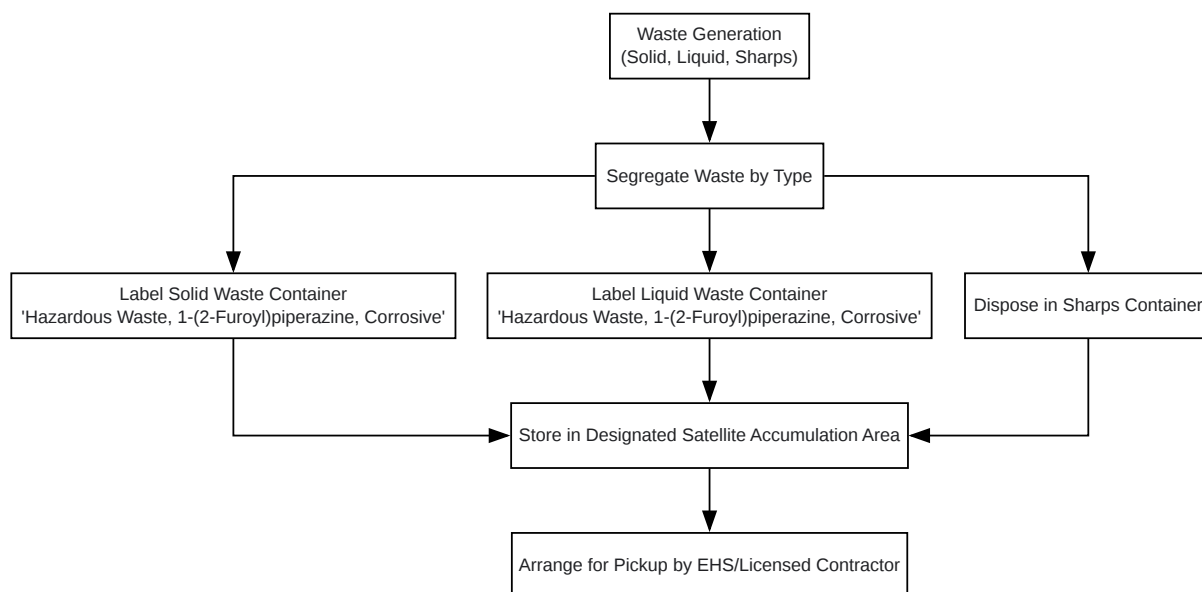 Waste Generation
(Solid, Liquid, Sharps)
Segregate Waste by Type
Label Solid Waste Container
'Hazardous Waste, 1-(2-Furoyl)piperazine, Corrosive'
Label Liquid Waste Container
'Hazardous Waste, 1-(2-Furoyl)piperazine, Corrosive'
Dispose in Sharps Container
Store in Designated Satellite Accumulation Area
Arrange for Pickup by EHS/Licensed Contractor